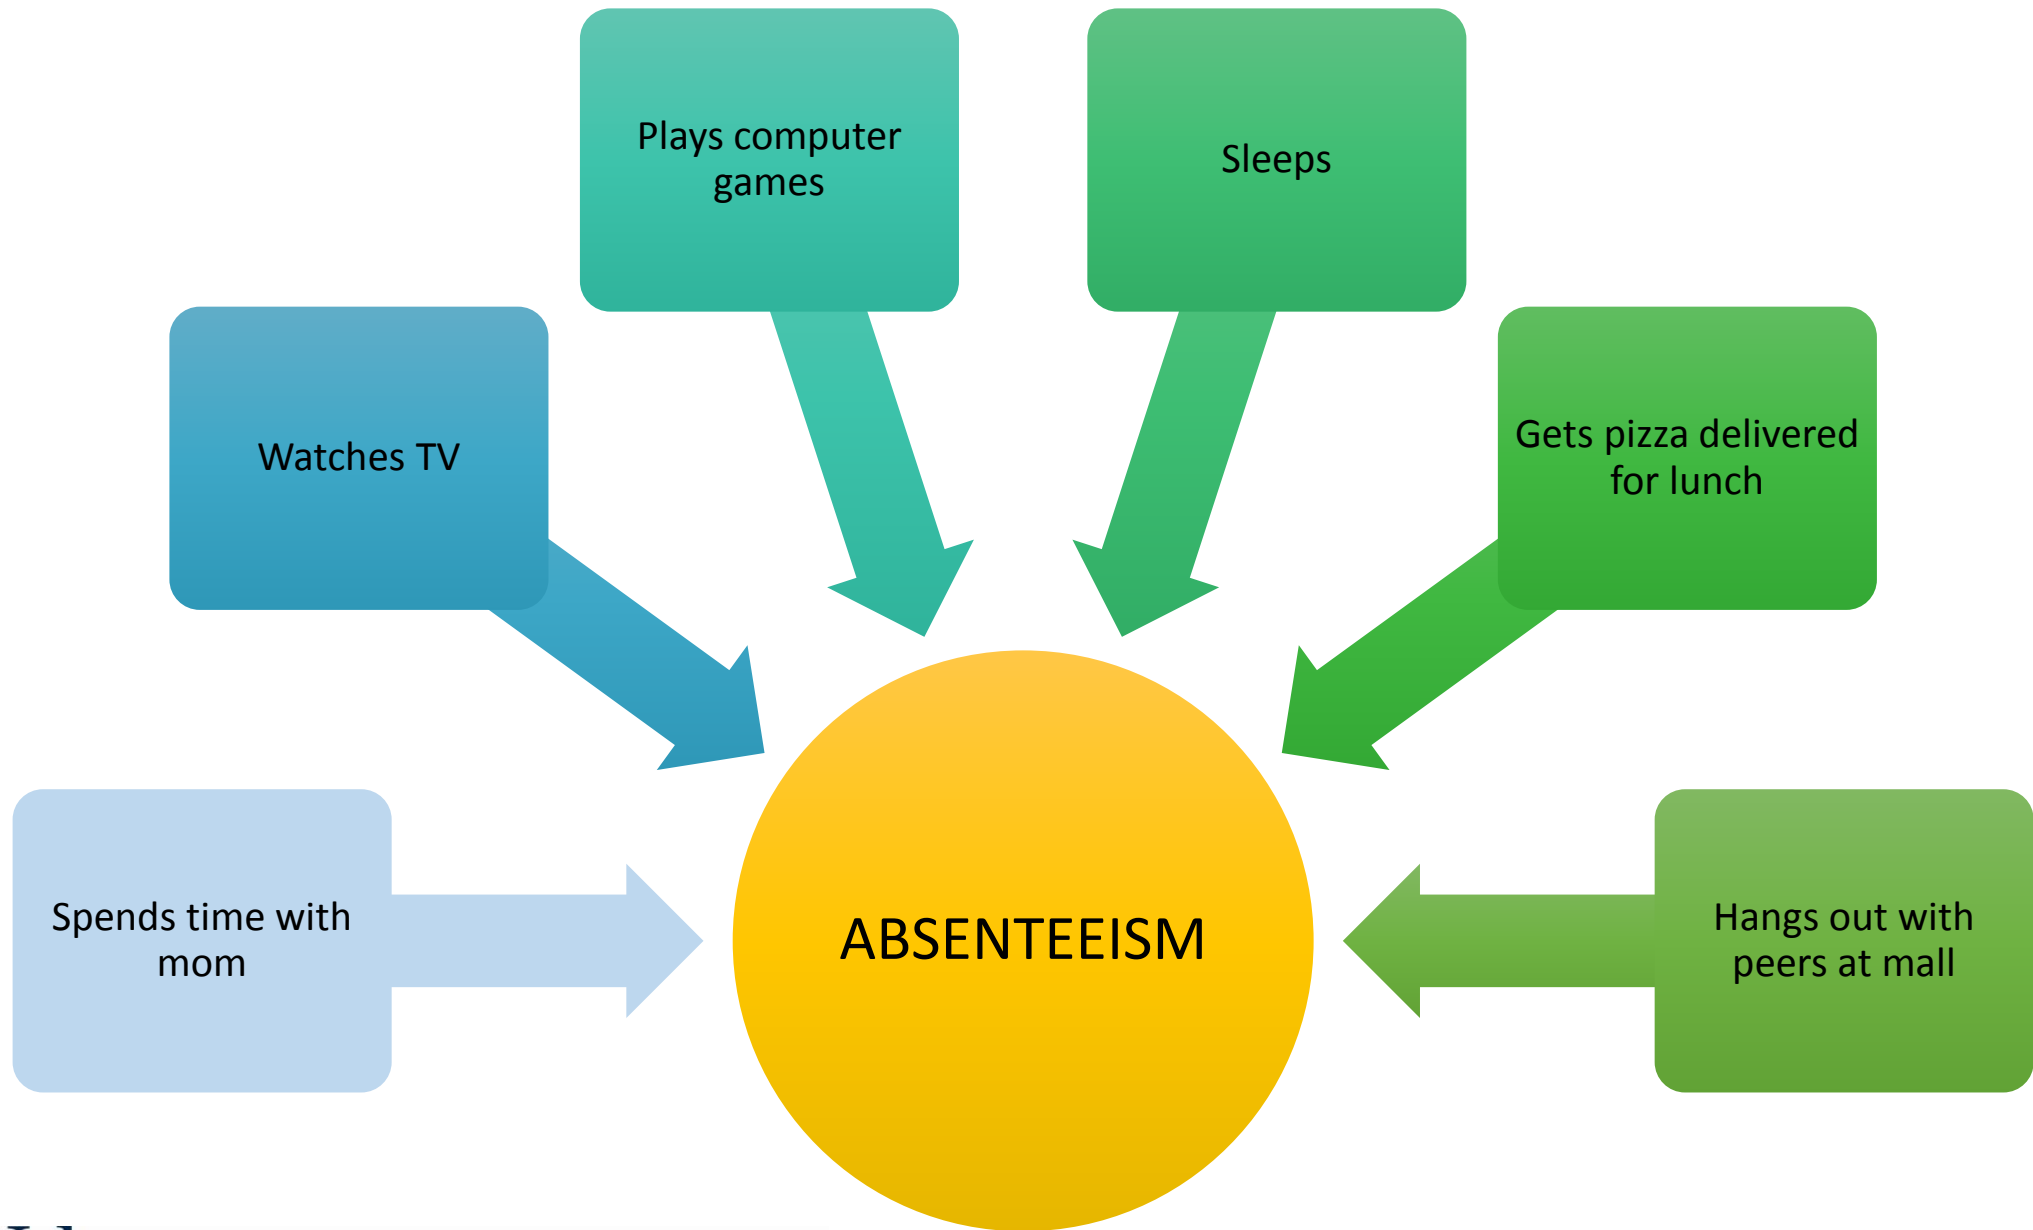 Plays computer
games
Sleeps
Watches TV
Gets pizza delivered
for lunch
Spends time with
mom
ABSENTEEISM
Hangs out with
peers at mall